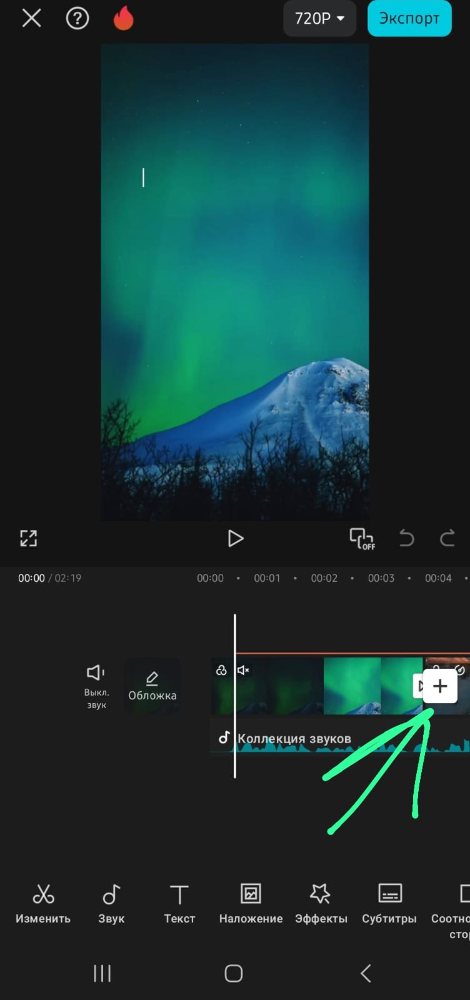 720P
Экспорт
OFF
00:00 / 02:19
00:00 00:01 00:02 00:03 00:04
Выкл.
звук
Обложка
Коллекция звуков
Изменить
Звук
Текст
Наложение
Эффекты
Субтитры